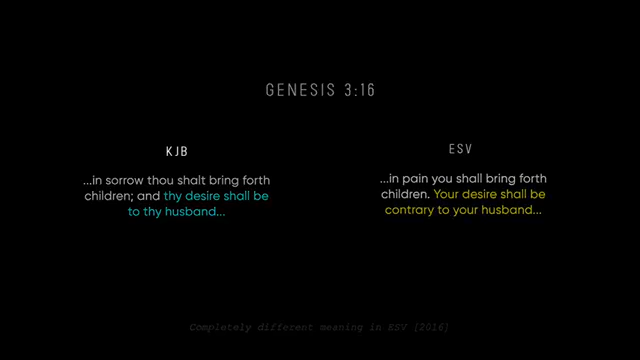 GENESIS 3:16
KJB
...in sorrow thou shalt bring forth
children; and thy desire shall be
to thy husband...
ESV
...in pain you shall bring forth
children. Your desire shall be
contrary to your husband...
Completely different meaning in ESV [2016]